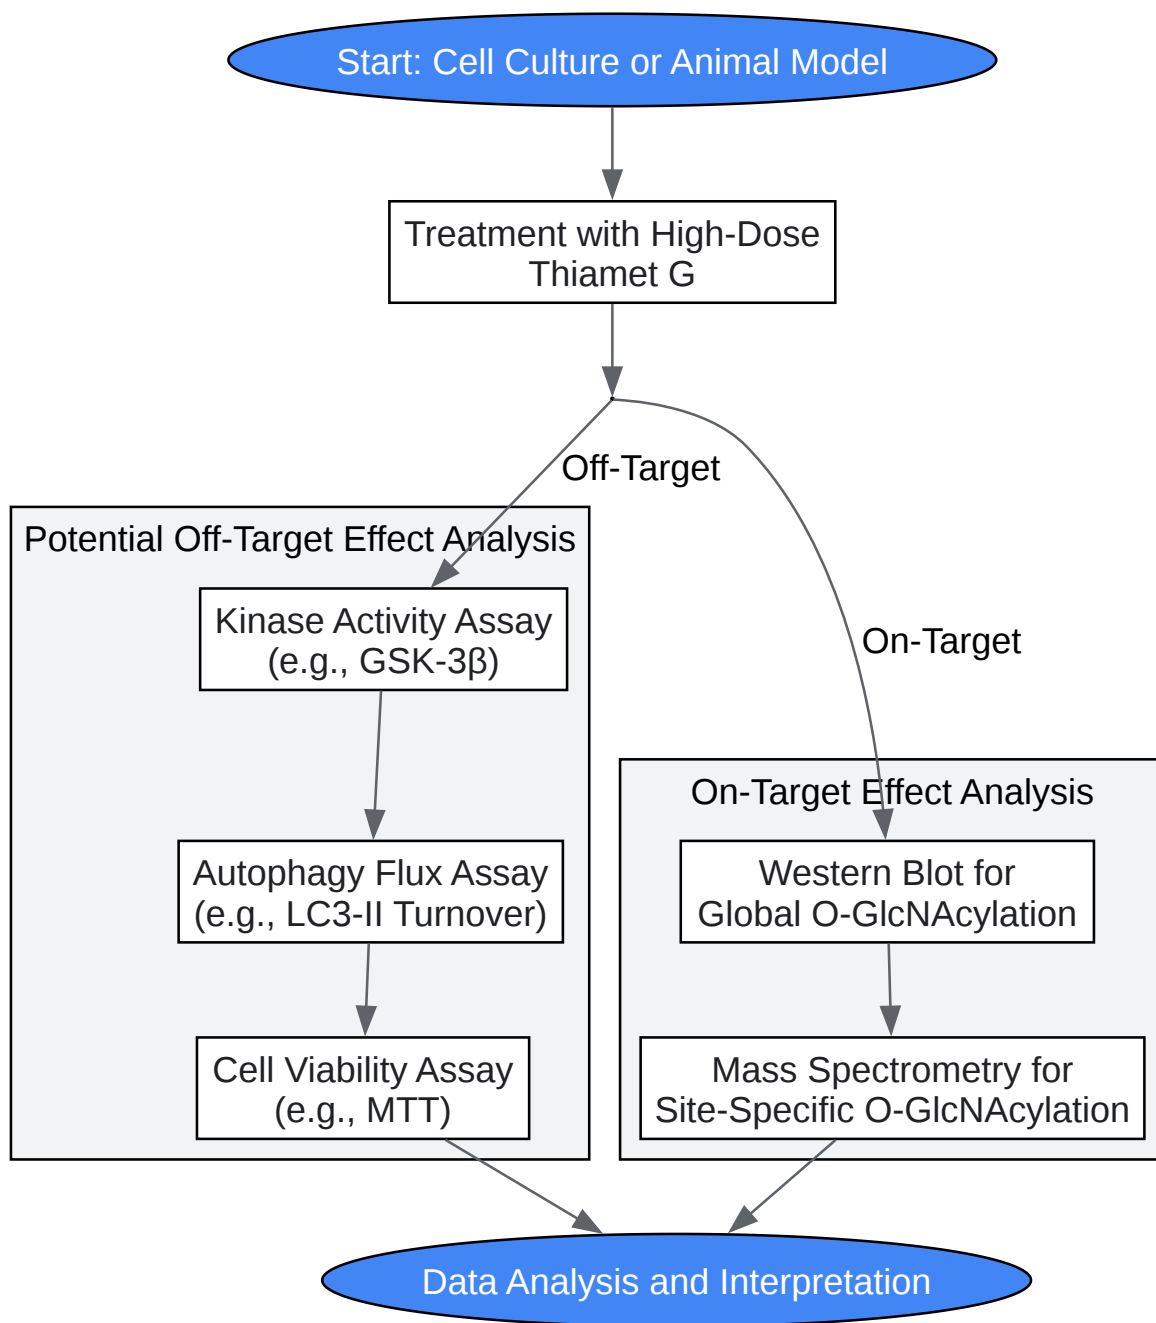 Start: Cell Culture or Animal Model
Treatment with High-Dose
Thiamet G
Off-Target
Potential Off-Target Effect Analysis
Kinase Activity Assay
(e.g., GSK-3β)
On-Target
On-Target Effect Analysis
Autophagy Flux Assay
(e.g., LC3-II Turnover)
Western Blot for
Global O-GlcNAcylation
Cell Viability Assay
(e.g., MTT)
Mass Spectrometry for
Site-Specific O-GlcNAcylation
Data Analysis and Interpretation